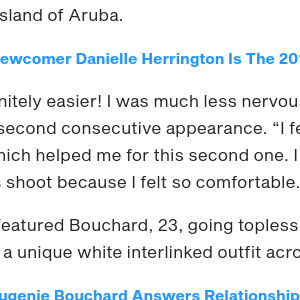 sland of Aruba.
ewcomer Danielle Herrington Is The 20
nitely easier! I was much less nervou
second consecutive appearance. “I fe
hich helped me for this second one. I
shoot because I felt so comfortable.
featured Bouchard, 23, going topless
a unique white interlinked outfit acro
ugenie Bouchard Answers Relationship